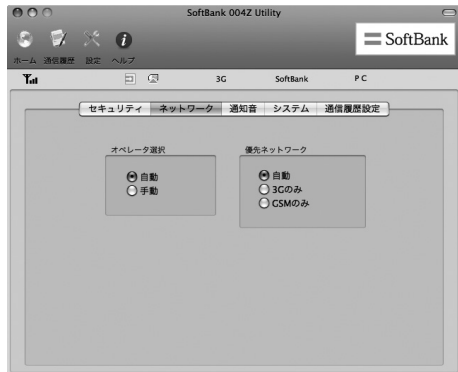 SoftBank 004Z Utility
ホーム 通信履歴 設定 ヘルプ
SoftBank
3G SoftBank PC
セキュリティ ネットワーク 通知音 システム 通信履歴設定
オペレータ選択 優先ネットワーク
自動 自動
手動 3Gのみ
GSMのみ